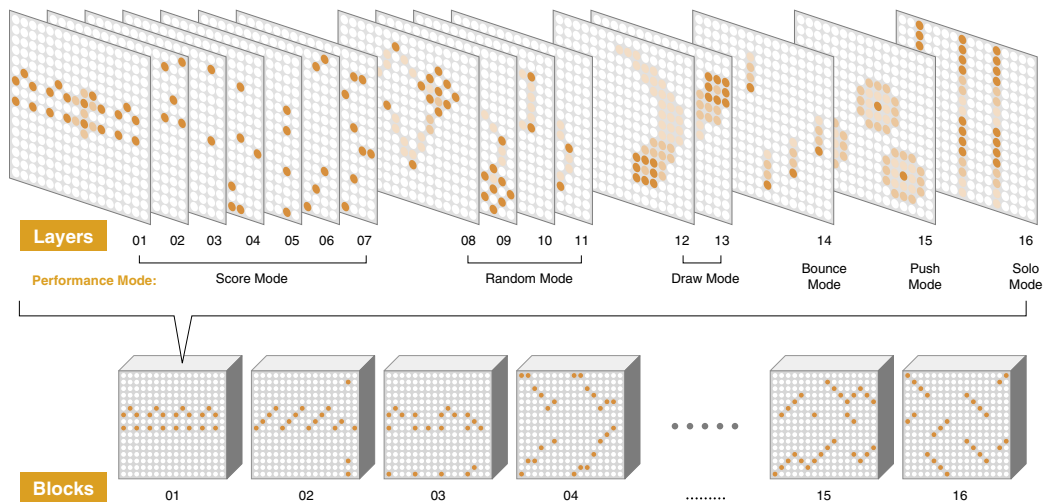 Layers
01 02 03 04 05 06 07 08 09 10 11 12 13 14 15 16
Performance Mode:
Score Mode
Random Mode
Draw Mode
Bounce
Mode
Push
Mode
Solo
Mode
Blocks
01 02 03 04 ......... 15 16